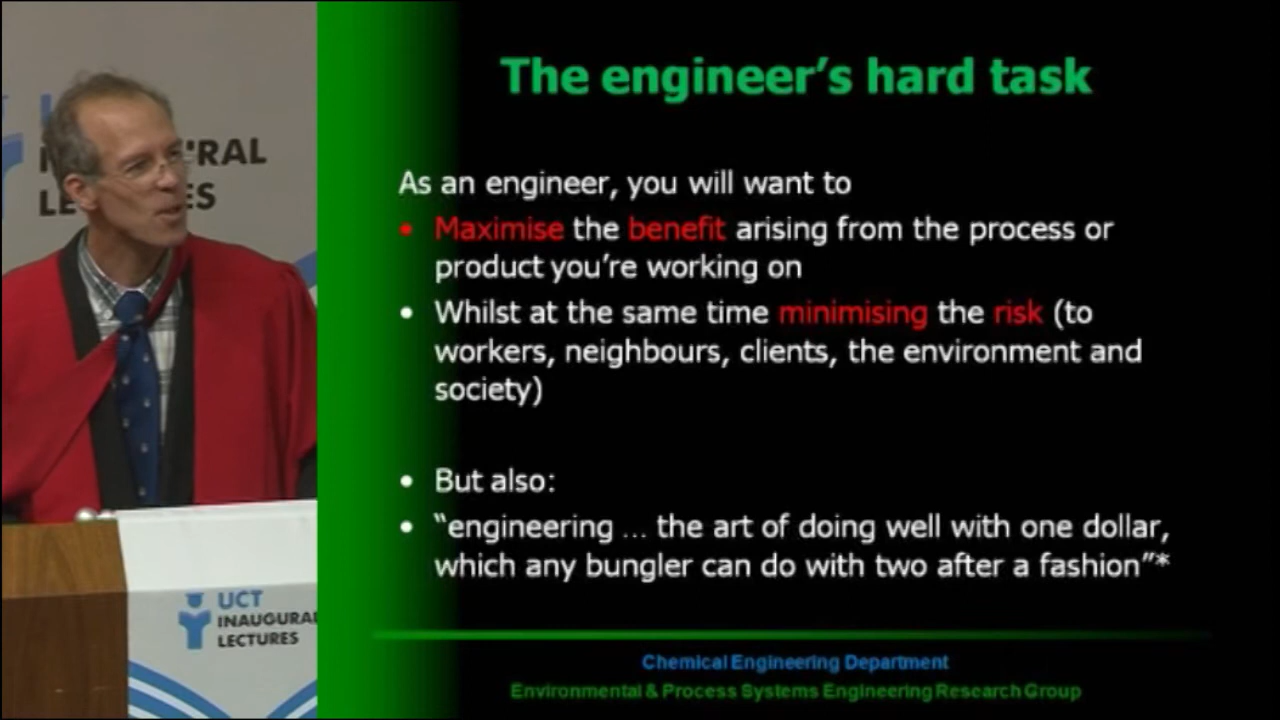 RAL
LE
ES
The engineer's hard task
As an engineer, you will want to
• Maximise the benefit arising from the process or
product you're working on
• Whilst at the same time minimising the risk (to
workers, neighbours, clients, the environment and
society)
• But also:
• “engineering ... the art of doing well with one dollar,
which any bungler can do with two after a fashion”*
UCT
INAUGURAL
LECTURES
Chemical Engineering Department
Environmental & Process Systems Engineering Research Group